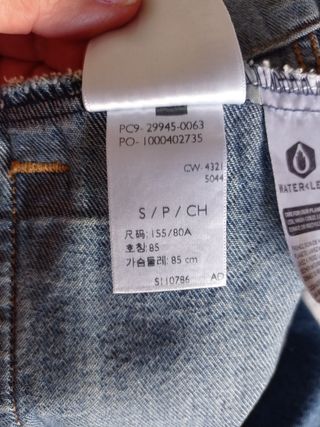 PC9- 29945-0063
PO- 1000402735
CW- 4321
5044
S / P / CH
尺码: 155/80A
호칭: 85
가슴둘레: 85 cm
S110786 AD
WATER<LE